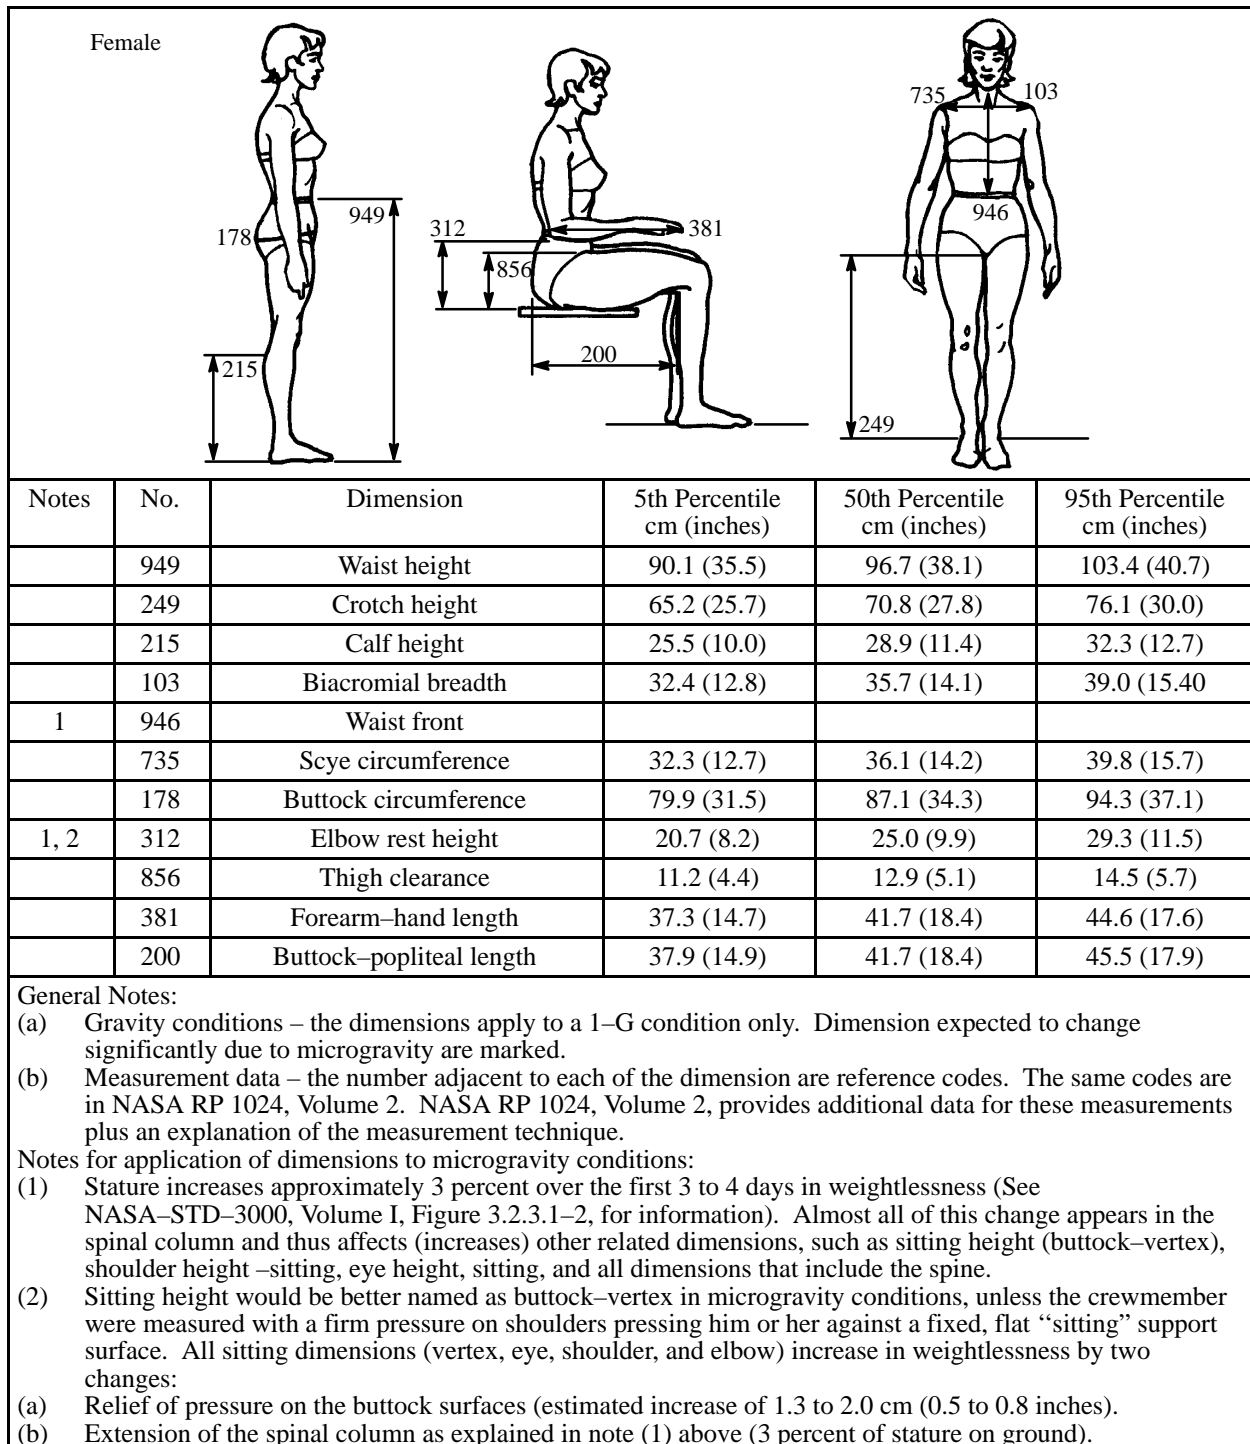 Female
735
103
949
178
312
381
946
856
200
215
249
Notes No. Dimension 5th Percentile cm (inches) 50th Percentile cm (inches) 95th Percentile cm (inches)
949 Waist height 90.1 (35.5) 96.7 (38.1) 103.4 (40.7)
249 Crotch height 65.2 (25.7) 70.8 (27.8) 76.1 (30.0)
215 Calf height 25.5 (10.0) 28.9 (11.4) 32.3 (12.7)
103 Biacromial breadth 32.4 (12.8) 35.7 (14.1) 39.0 (15.40
1 946 Waist front
735 Scye circumference 32.3 (12.7) 36.1 (14.2) 39.8 (15.7)
178 Buttock circumference 79.9 (31.5) 87.1 (34.3) 94.3 (37.1)
1, 2 312 Elbow rest height 20.7 (8.2) 25.0 (9.9) 29.3 (11.5)
856 Thigh clearance 11.2 (4.4) 12.9 (5.1) 14.5 (5.7)
381 Forearm–hand length 37.3 (14.7) 41.7 (18.4) 44.6 (17.6)
200 Buttock–popliteal length 37.9 (14.9) 41.7 (18.4) 45.5 (17.9)
General Notes:
(a) Gravity conditions – the dimensions apply to a 1–G condition only. Dimension expected to change
significantly due to microgravity are marked.
(b) Measurement data – the number adjacent to each of the dimension are reference codes. The same codes are
in NASA RP 1024, Volume 2. NASA RP 1024, Volume 2, provides additional data for these measurements
plus an explanation of the measurement technique.
Notes for application of dimensions to microgravity conditions:
(1) Stature increases approximately 3 percent over the first 3 to 4 days in weightlessness (See
NASA–STD–3000, Volume I, Figure 3.2.3.1–2, for information). Almost all of this change appears in the
spinal column and thus affects (increases) other related dimensions, such as sitting height (buttock–vertex),
shoulder height –sitting, eye height, sitting, and all dimensions that include the spine.
(2) Sitting height would be better named as buttock–vertex in microgravity conditions, unless the crewmember
were measured with a firm pressure on shoulders pressing him or her against a fixed, flat ‘‘sitting” support
surface. All sitting dimensions (vertex, eye, shoulder, and elbow) increase in weightlessness by two
changes:
(a) Relief of pressure on the buttock surfaces (estimated increase of 1.3 to 2.0 cm (0.5 to 0.8 inches).
(b) Extension of the spinal column as explained in note (1) above (3 percent of stature on ground).